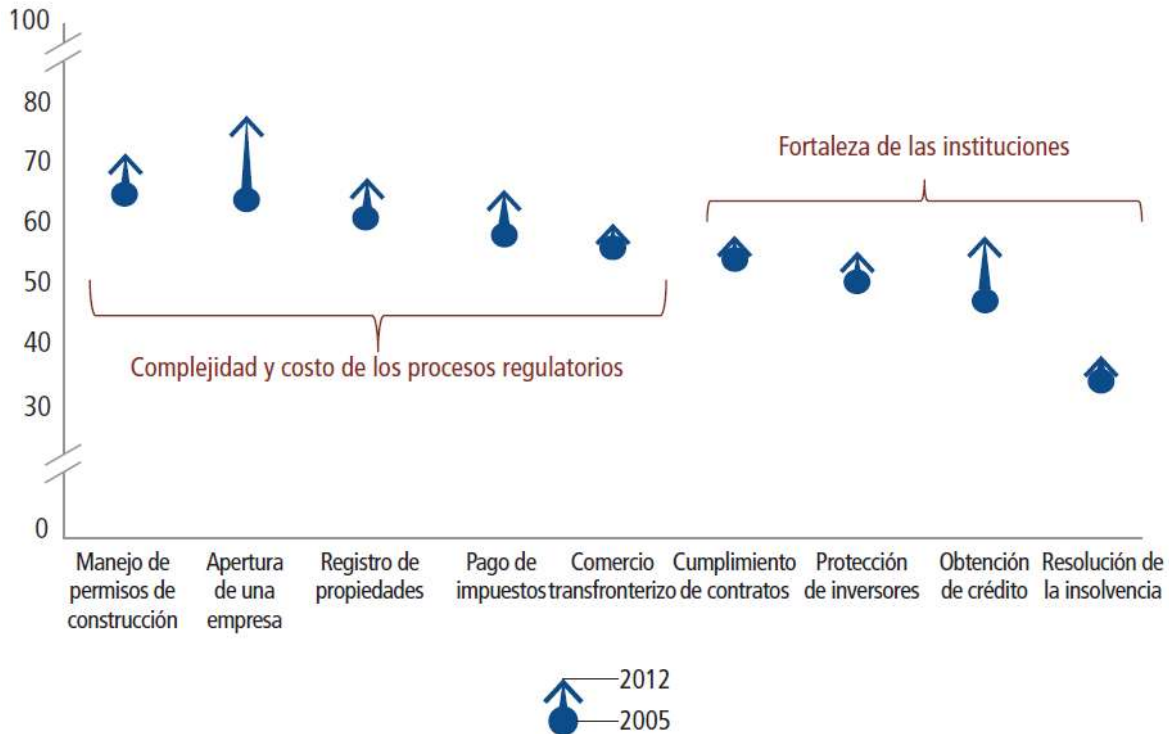 100
80
70
60
50
40
30
0
Fortaleza de las instituciones
Complejidad y costo de los procesos regulatorios
Manejo de
permisos de
construcción
Apertura
de una
empresa
Registro de
propiedades
Pago de
impuestos
Comercio
transfronterizo
Cumplimiento
de contratos
Protección
de inversores
Obtención
de crédito
Resolución de
la insolvencia
2012
2005